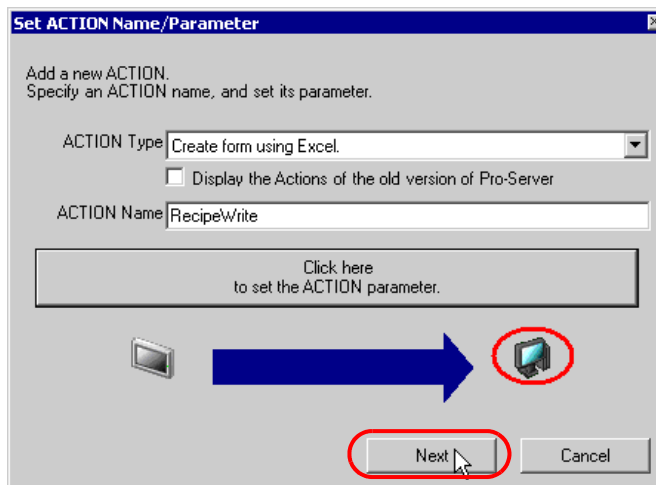 Set ACTION Name/Parameter
Add a new ACTION.
Specify an ACTION name, and set its parameter.
ACTION Type Create form using Excel.
Display the Actions of the old version of Pro-Server
ACTION Name RecipeWrite
Click here
to set the ACTION parameter.
Next Cancel